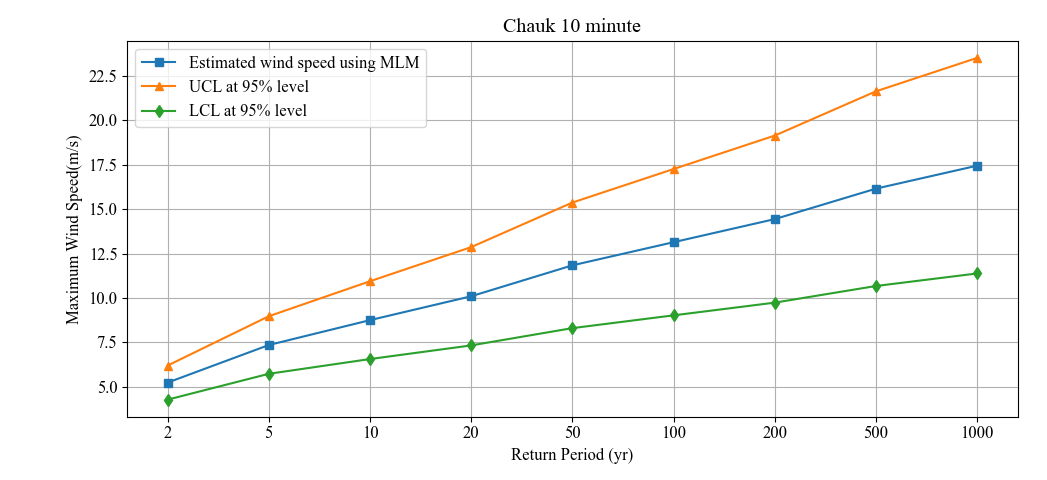 Chauk 10 minute
Estimated wind speed using MLM
UCL at 95% level
LCL at 95% level
Maximum Wind Speed(m/s)
22.5
20.0
17.5
15.0
12.5
10.0
7.5
5.0
2 5 10 20 50 100 200 500 1000
Return Period (yr)